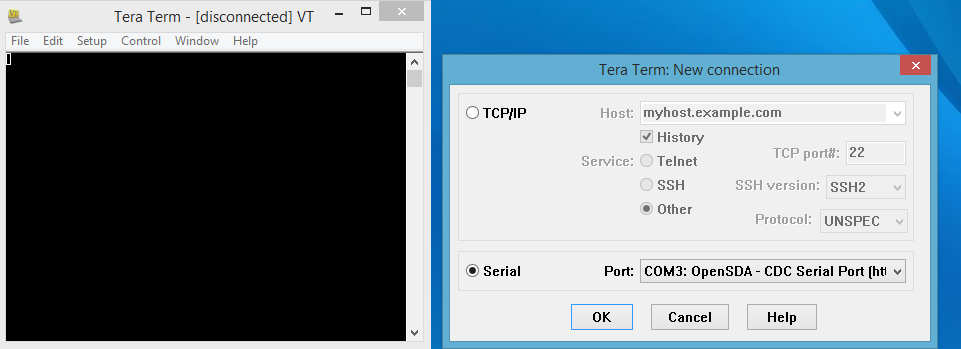 Tera Term - [disconnected] VT
File Edit Setup Control Window Help
Tera Term: New connection
TCP/IP
Host: myhost.example.com
History
Service: Telnet
TCP port#: 22
SSH
SSH version: SSH2
Other
Protocol: UNSPEC
Serial
Port: COM3: OpenSDA - CDC Serial Port (htt
OK Cancel Help